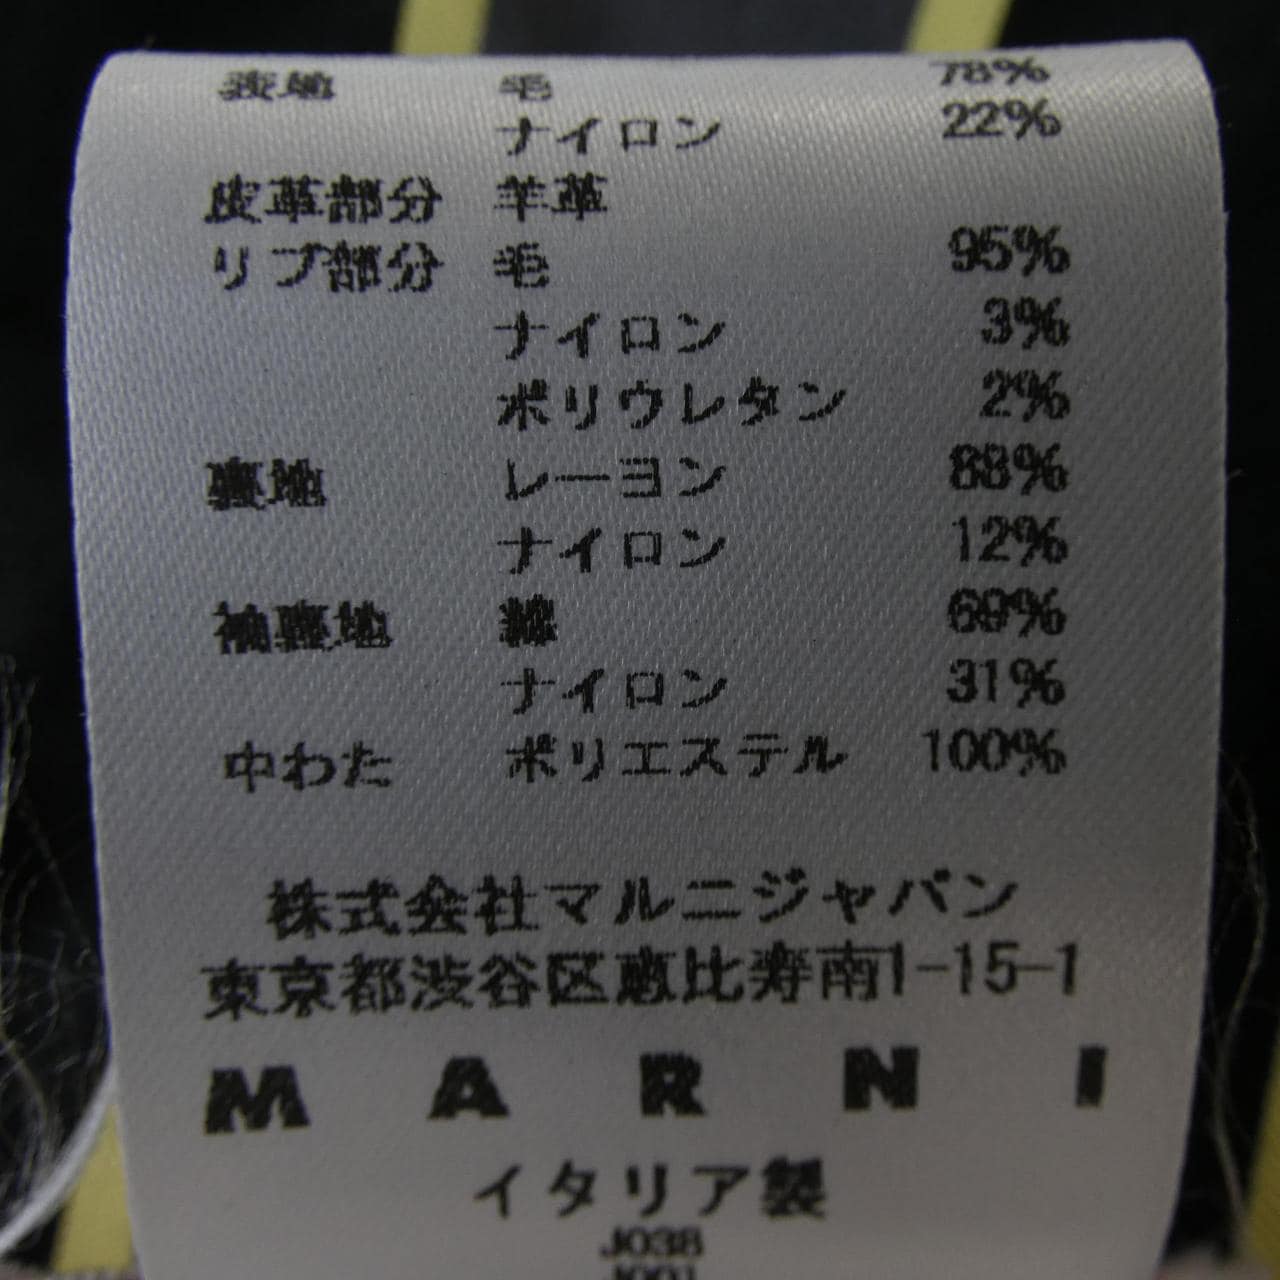 表地 毛 78%
ナイロン 22%
皮革部分 羊革
リブ部分 毛 95%
ナイロン 3%
ポリウレタン 2%
裏地 レーヨン 88%
ナイロン 12%
袖裏地 綿 69%
ナイロン 31%
中わた ポリエステル 100%
株式会社マルニジャパン
東京都渋谷区恵比寿南1-15-1
MARNI
イタリア製
J038
J001